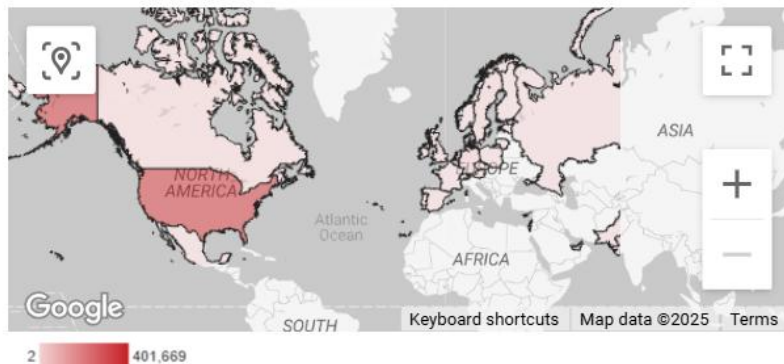 ASIA
NORTH
AMERICA
EUROPE
Atlantic
Ocean
AFRICA
Google
SOUTH
Keyboard shortcuts
Map data ©2025
Terms
2
401,669